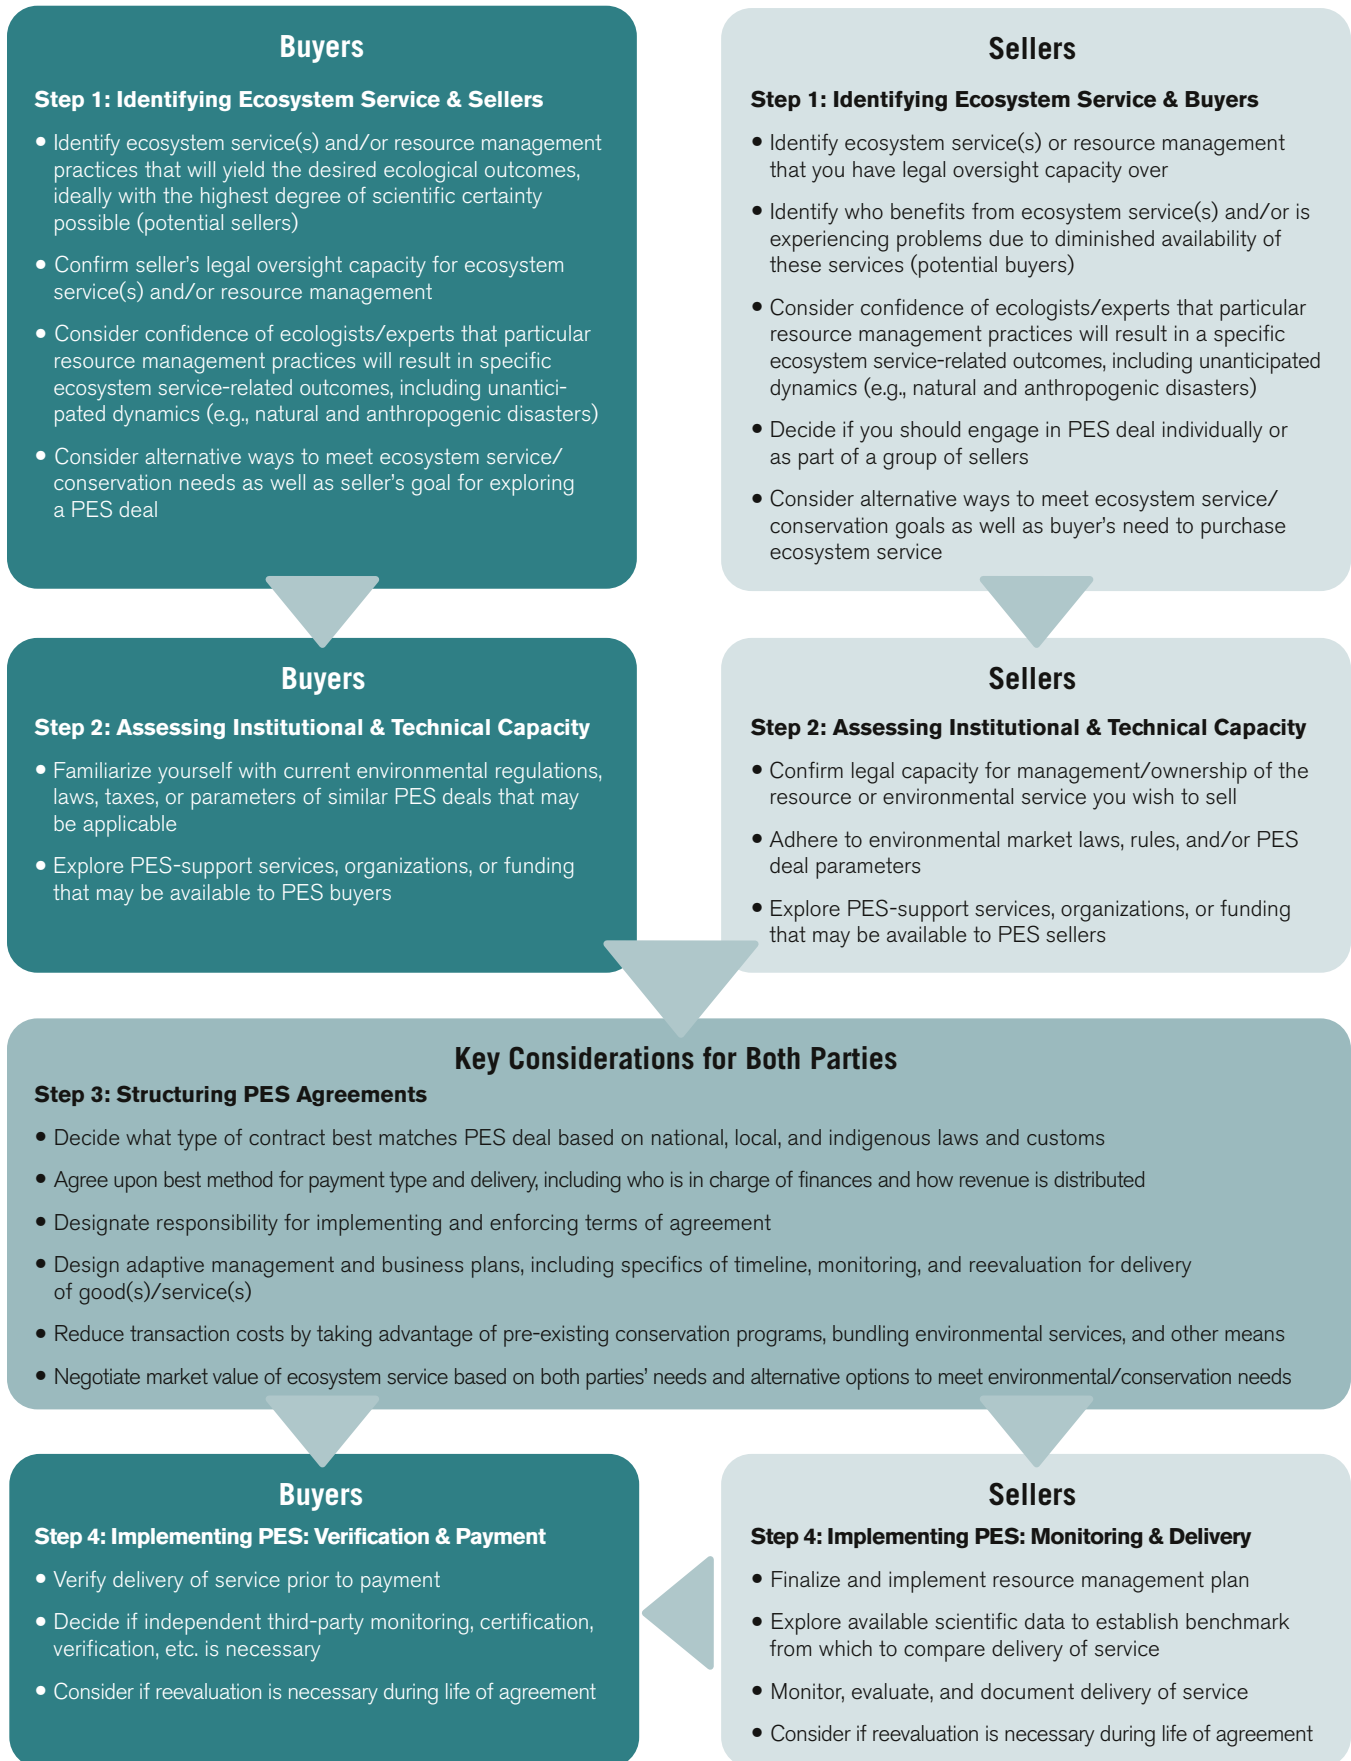 Buyers
Step 1: Identifying Ecosystem Service & Sellers
• Identify ecosystem service(s) and/or resource management
practices that will yield the desired ecological outcomes,
ideally with the highest degree of scientific certainty
possible (potential sellers)
• Confirm seller's legal oversight capacity for ecosystem
service(s) and/or resource management
• Consider confidence of ecologists/experts that particular
resource management practices will result in specific
ecosystem service-related outcomes, including unantici-
pated dynamics (e.g., natural and anthropogenic disasters)
• Consider alternative ways to meet ecosystem service/
conservation needs as well as seller's goal for exploring
a PES deal
Sellers
Step 1: Identifying Ecosystem Service & Buyers
• Identify ecosystem service(s) or resource management
that you have legal oversight capacity over
• Identify who benefits from ecosystem service(s) and/or is
experiencing problems due to diminished availability of
these services (potential buyers)
• Consider confidence of ecologists/experts that particular
resource management practices will result in a specific
ecosystem service-related outcomes, including unanticipated
dynamics (e.g., natural and anthropogenic disasters)
• Decide if you should engage in PES deal individually or
as part of a group of sellers
• Consider alternative ways to meet ecosystem service/
conservation goals as well as buyer's need to purchase
ecosystem service
Buyers
Step 2: Assessing Institutional & Technical Capacity
• Familiarize yourself with current environmental regulations,
laws, taxes, or parameters of similar PES deals that may
be applicable
• Explore PES-support services, organizations, or funding
that may be available to PES buyers
Sellers
Step 2: Assessing Institutional & Technical Capacity
• Confirm legal capacity for management/ownership of the
resource or environmental service you wish to sell
• Adhere to environmental market laws, rules, and/or PES
deal parameters
• Explore PES-support services, organizations, or funding
that may be available to PES sellers
Key Considerations for Both Parties
Step 3: Structuring PES Agreements
• Decide what type of contract best matches PES deal based on national, local, and indigenous laws and customs
• Agree upon best method for payment type and delivery, including who is in charge of finances and how revenue is distributed
• Designate responsibility for implementing and enforcing terms of agreement
• Design adaptive management and business plans, including specifics of timeline, monitoring, and reevaluation for delivery
of good(s)/service(s)
• Reduce transaction costs by taking advantage of pre-existing conservation programs, bundling environmental services, and other means
• Negotiate market value of ecosystem service based on both parties' needs and alternative options to meet environmental/conservation needs
Buyers
Step 4: Implementing PES: Verification & Payment
• Verify delivery of service prior to payment
• Decide if independent third-party monitoring, certification,
verification, etc. is necessary
• Consider if reevaluation is necessary during life of agreement
Sellers
Step 4: Implementing PES: Monitoring & Delivery
• Finalize and implement resource management plan
• Explore available scientific data to establish benchmark
from which to compare delivery of service
• Monitor, evaluate, and document delivery of service
• Consider if reevaluation is necessary during life of agreement